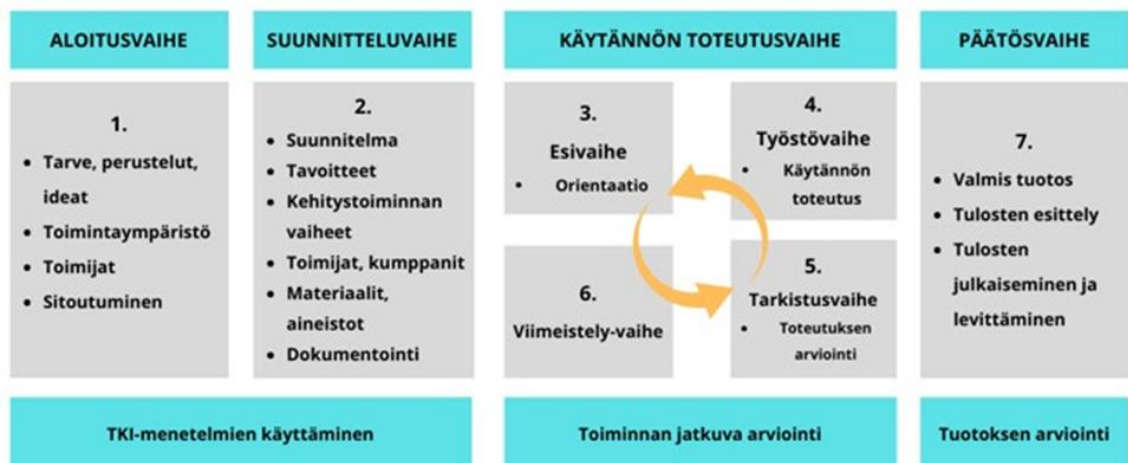 ALOITUSVAIHE
SUUNNITTELUVAIHE
KÄYTÄNNÖN TOTEUTUSVAIHE
PÄÄTÖSVAIHE
1.
• Tarve, perustelut,
ideat
• Toimintaympäristö
• Toimijat
• Sitoutuminen
2.
• Suunnitelma
• Tavoitteet
• Kehitystoiminnan
vaiheet
• Toimijat, kumppanit
• Materiaalit,
aineistot
• Dokumentointi
3.
Esivaihe
• Orientaatio
4.
Työstövaihe
• Käytännön
toteutus
5.
Tarkistusvaihe
• Toteutuksen
arviointi
6.
Viimeistely-vaihe
7.
• Valmis tuotos
• Tulosten esittely
• Tulosten
julkaiseminen ja
levittäminen
TKI-menetelmien käyttäminen
Toiminnan jatkuva arviointi
Tuotoksen arviointi